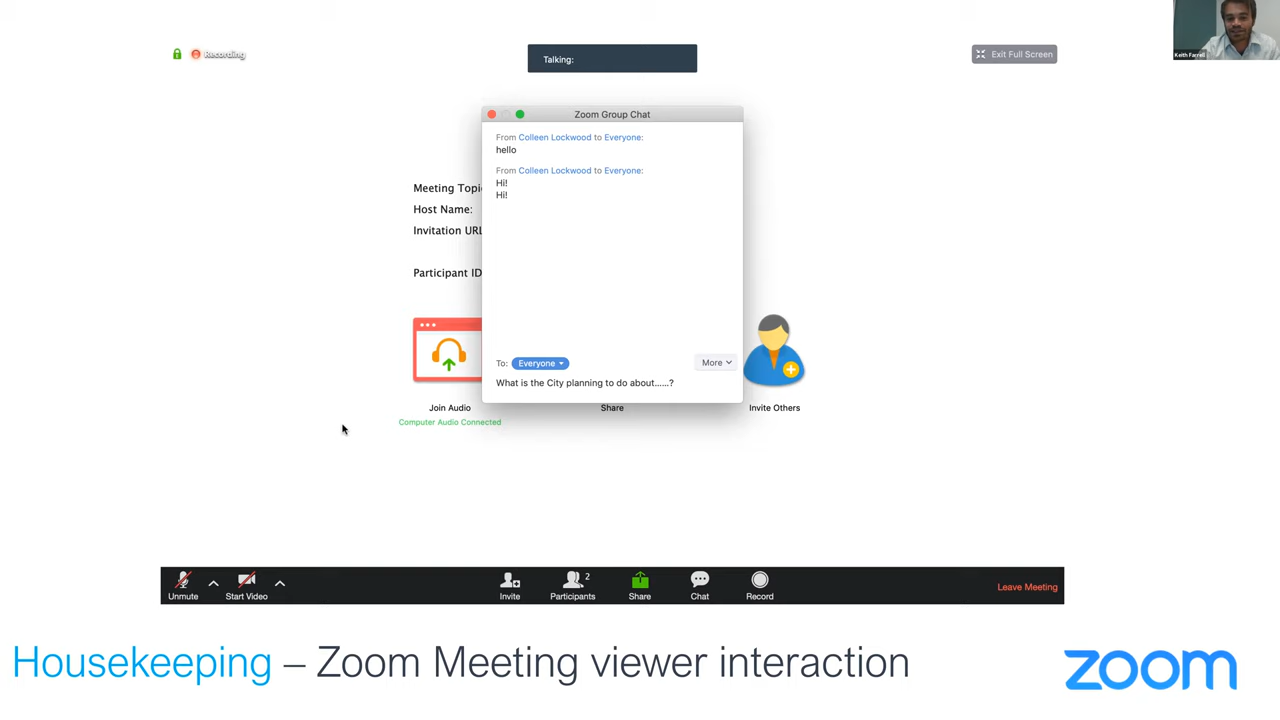 Recording
Talking:
Exit Full Screen
Keith Farrell
Zoom Group Chat
From Colleen Lockwood to Everyone:
hello
From Colleen Lockwood to Everyone:
Hi!
Hi!
Meeting Topi
Host Name:
Invitation URL
Participant ID
To: Everyone
More
What is the City planning to do about......?
Join Audio
Share
Invite Others
Computer Audio Connected
Unmute
Start Video
Invite
2
Participants
Share
Chat
Record
Leave Meeting
Housekeeping – Zoom Meeting viewer interaction
zoom